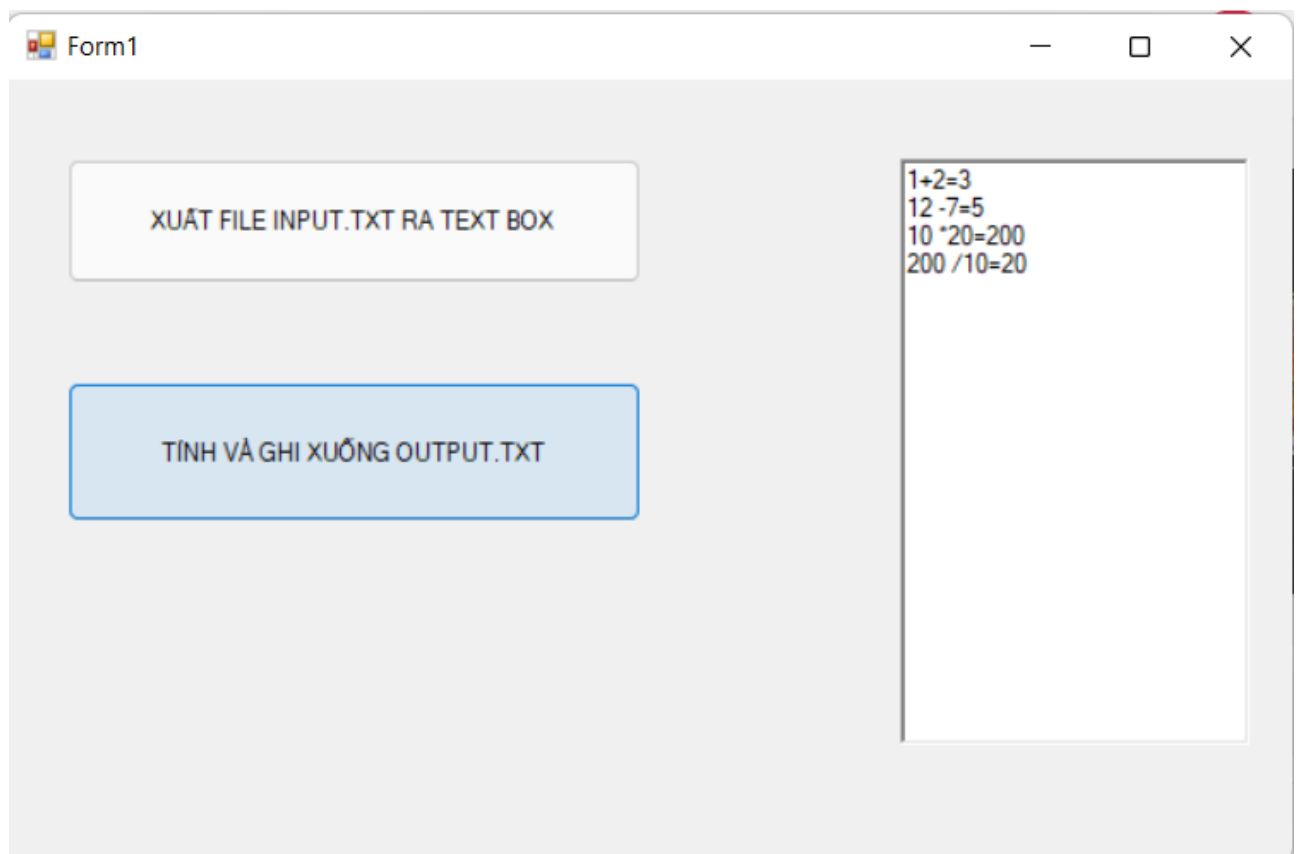 Form1
XUẤT FILE INPUT.TXT RA TEXT BOX
1+2=3
12 -7=5
10 *20=200
200 /10=20
TÍNH VÀ GHI XUỐNG OUTPUT.TXT